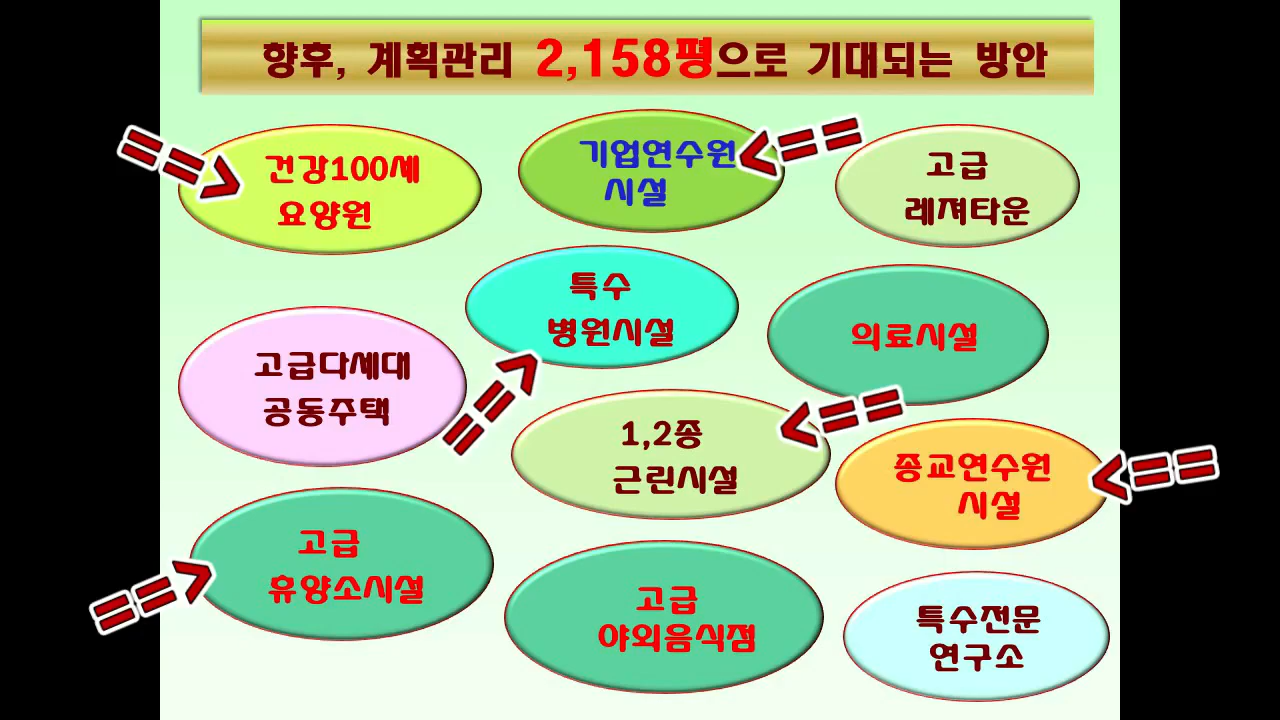 향후, 계획관리 2,158평으로 기대되는 방안
건강100세
요양원
기업연수원
시설
고급
레져타운
특수
병원시설
의료시설
고급다세대
공동주택
1,2종
근린시설
종교연수원
시설
고급
휴양소시설
고급
야외음식점
특수전문
연구소